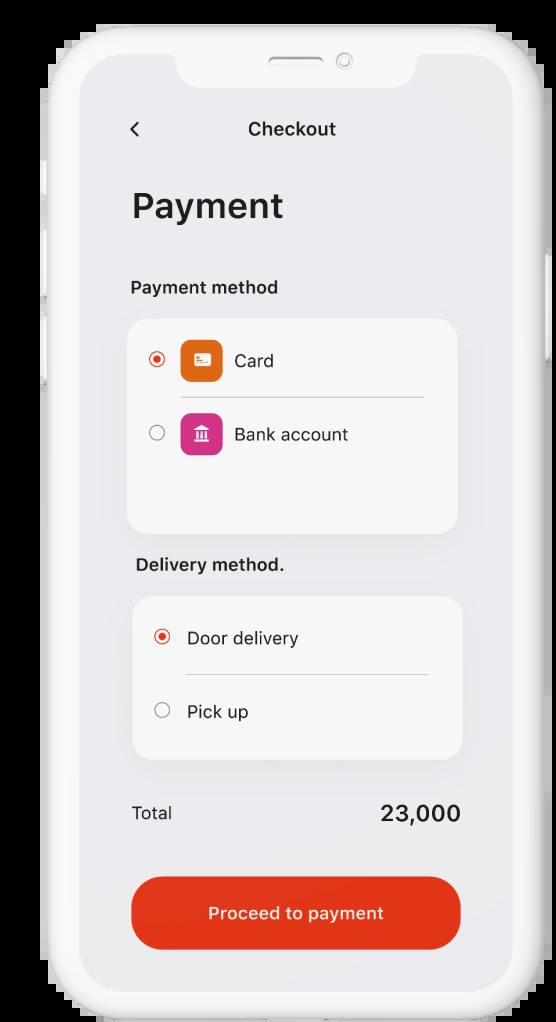 Checkout
Payment
Payment method
Card
Bank account
Delivery method.
Door delivery
Pick up
Total 23,000
Proceed to payment